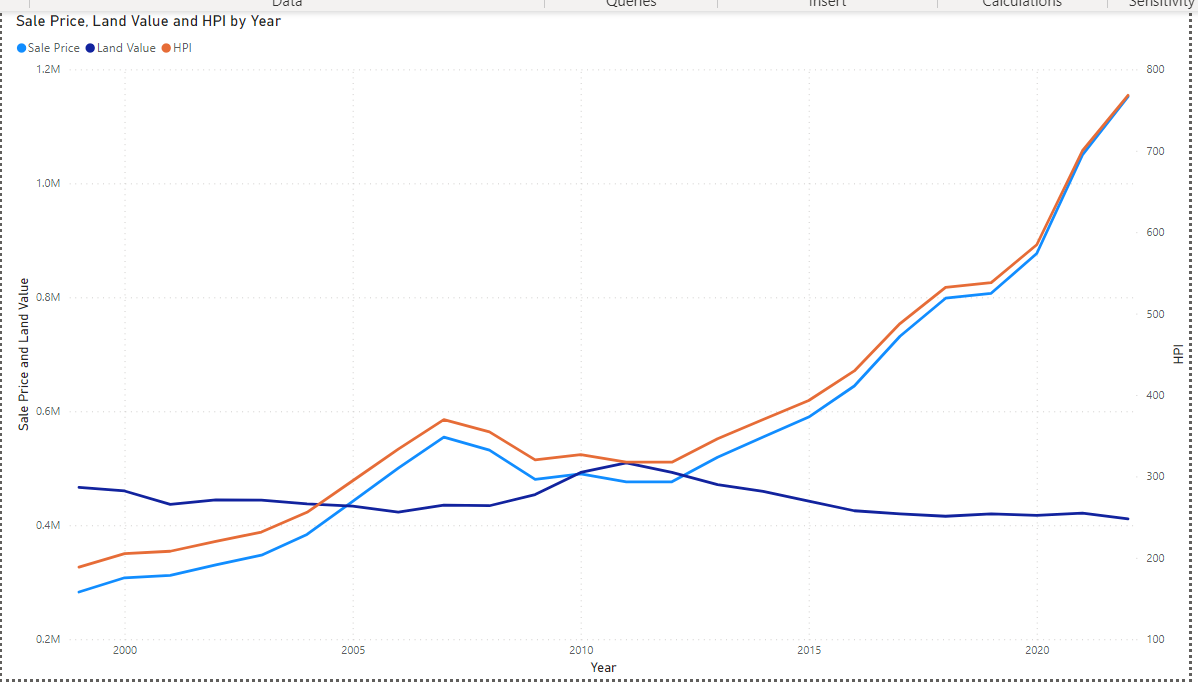 Data Queries Insert Calculations Sensitivity
Sale Price, Land Value and HPI by Year
Sale Price Land Value HPI
1.2M 800
700
1.0M
600
0.8M
500
0.6M
400
300
0.4M
200
0.2M 100
Sale Price and Land Value
HPI
2000 2005 2010 2015 2020
Year